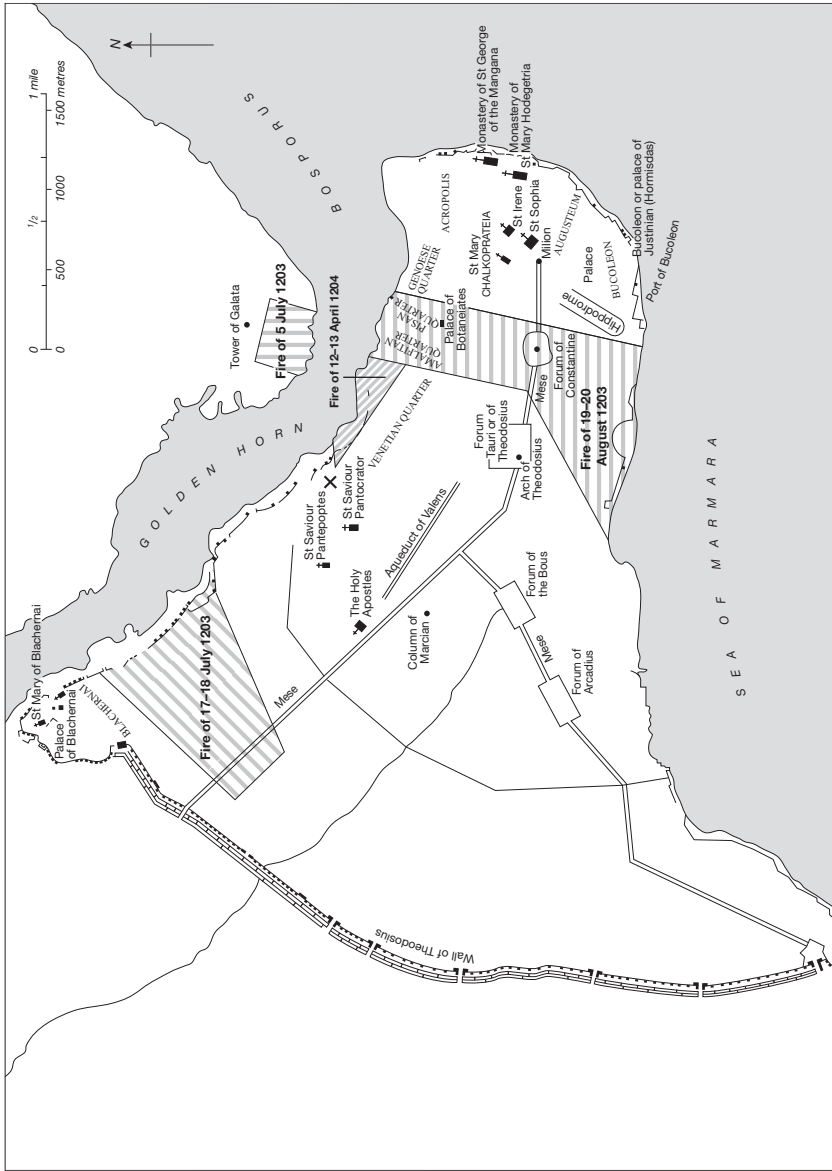 N
1 mile
1/2
0
1500 metres
1000
500
0
BOSPORUS
GOLDEN HORN
SEA OF MARMARA
Tower of Galata
Fire of 5 July 1203
Fire of 12–13 April 1204
Monastery of St George
of the Mangana
Monastery of
St Mary Hodegetria
ACROPOLIS
St Irene
St Sophia
St Mary
CHALKOPRATEIA
Milion
AUGUSTEUM
GENOESE
QUARTER
PISAN
QUARTER
AMALFITAN
QUARTER
Palace of
Botaneiates
Palace
BUCOLEON
Hippodrome
Bucoleon or palace of
Justinian (Hormisdas)
Port of Bucoleon
VENETIAN QUARTER
Forum of
Constantine
Mese
Fire of 19–20
August 1203
Forum
Tauri or of
Theodosius
Arch of
Theodosius
St Saviour
Pantepoptes
St Saviour
Pantocrator
Aqueduct of Valens
The Holy
Apostles
Column of
Marcian
Forum of
the Bous
Mese
Forum of
Arcadius
Mese
St Mary of Blachernai
Palace
of Blachernai
BLACHERNAI
Fire of 17–18 July 1203
Wall of Theodosius